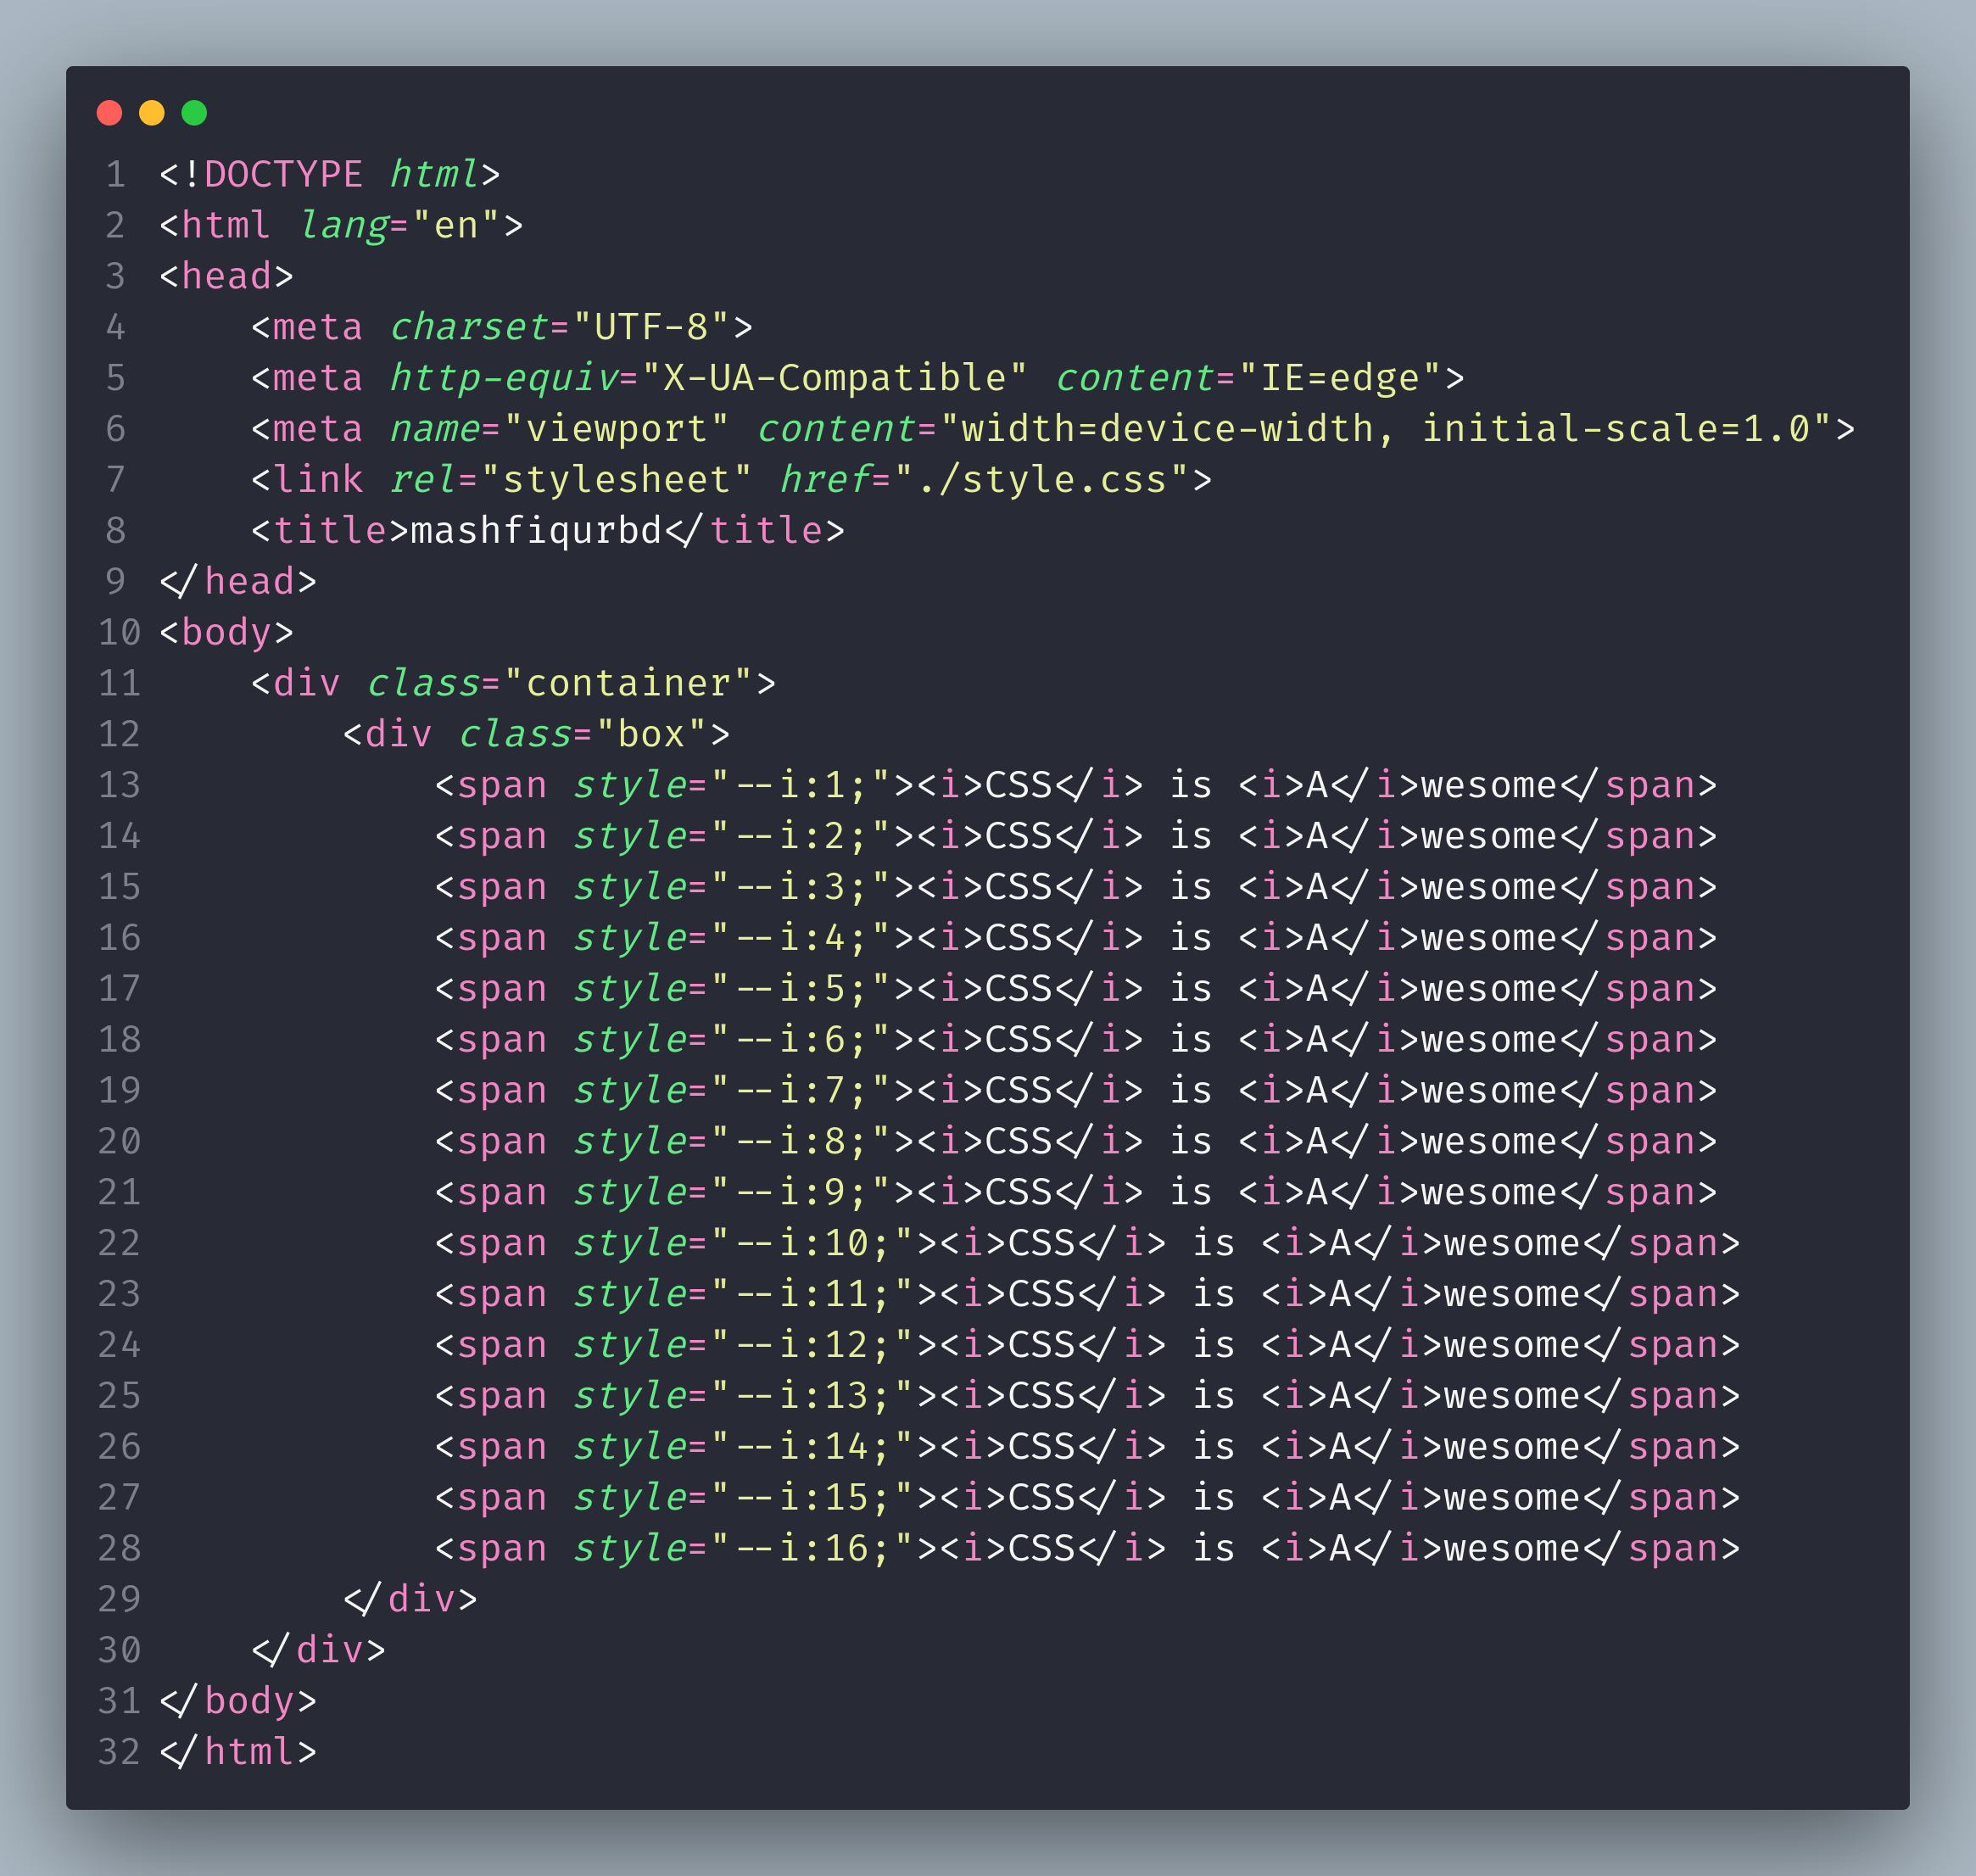 1 <!DOCTYPE html>
2 <html lang="en">
3 <head>
4     <meta charset="UTF-8">
5     <meta http-equiv="X-UA-Compatible" content="IE=edge">
6     <meta name="viewport" content="width=device-width, initial-scale=1.0">
7     <link rel="stylesheet" href="./style.css">
8     <title>mashfiqurbd</title>
9 </head>
10 <body>
11     <div class="container">
12         <div class="box">
13             <span style="--i:1;"><i>CSS</i> is <i>A</i>wesome</span>
14             <span style="--i:2;"><i>CSS</i> is <i>A</i>wesome</span>
15             <span style="--i:3;"><i>CSS</i> is <i>A</i>wesome</span>
16             <span style="--i:4;"><i>CSS</i> is <i>A</i>wesome</span>
17             <span style="--i:5;"><i>CSS</i> is <i>A</i>wesome</span>
18             <span style="--i:6;"><i>CSS</i> is <i>A</i>wesome</span>
19             <span style="--i:7;"><i>CSS</i> is <i>A</i>wesome</span>
20             <span style="--i:8;"><i>CSS</i> is <i>A</i>wesome</span>
21             <span style="--i:9;"><i>CSS</i> is <i>A</i>wesome</span>
22             <span style="--i:10;"><i>CSS</i> is <i>A</i>wesome</span>
23             <span style="--i:11;"><i>CSS</i> is <i>A</i>wesome</span>
24             <span style="--i:12;"><i>CSS</i> is <i>A</i>wesome</span>
25             <span style="--i:13;"><i>CSS</i> is <i>A</i>wesome</span>
26             <span style="--i:14;"><i>CSS</i> is <i>A</i>wesome</span>
27             <span style="--i:15;"><i>CSS</i> is <i>A</i>wesome</span>
28             <span style="--i:16;"><i>CSS</i> is <i>A</i>wesome</span>
29         </div>
30     </div>
31 </body>
32 </html>